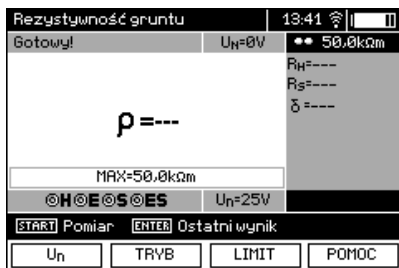 Rezystywność gruntu 13:41
Gotowy! UN=0V 50.0kΩm
RH=---
RS=---
δ=---
ρ=---
MAX=50.0kΩm
H E S ES Un=25V
START Pomiar ENTER Ostatni wynik
Un TRYB LIMIT POMOC